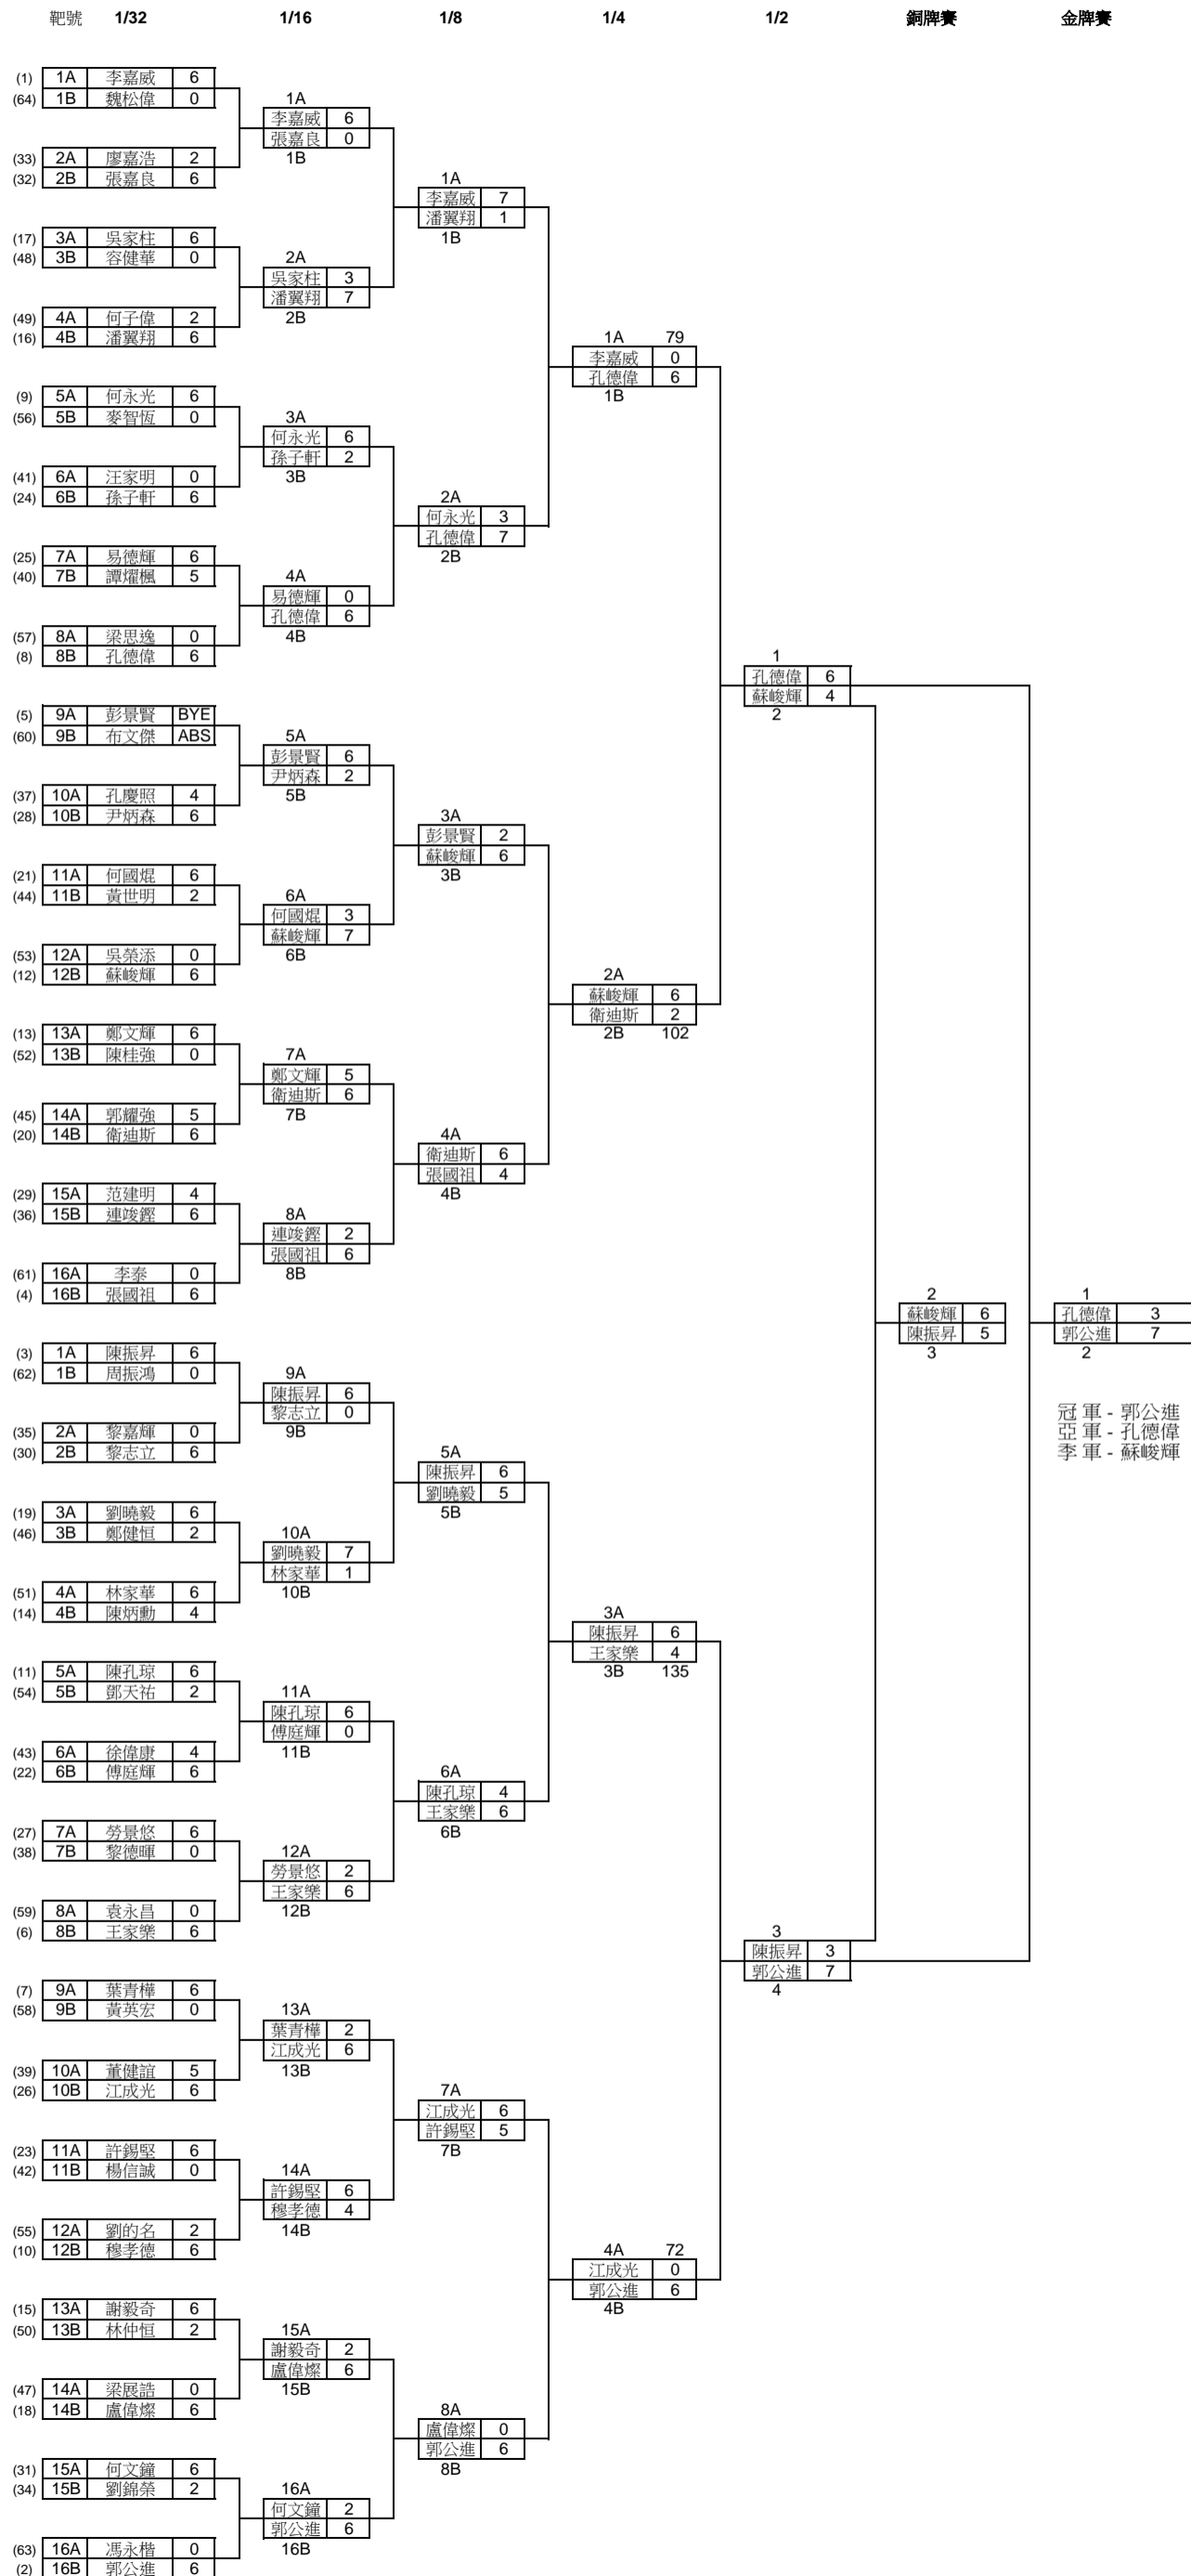 靶號 1/32 1/16 1/8 1/4 1/2 銅牌賽 金牌賽
(1) 1A 李嘉威 6
(64) 1B 魏松偉 0
1A
李嘉威 6
張嘉良 0
1B
(33) 2A 廖嘉浩 2
(32) 2B 張嘉良 6
1A
李嘉威 7
潘翼翔 1
1B
(17) 3A 吳家柱 6
(48) 3B 容健華 0
2A
吳家柱 3
潘翼翔 7
2B
(49) 4A 何子偉 2
(16) 4B 潘翼翔 6
1A 79
李嘉威 0
孔德偉 6
1B
(9) 5A 何永光 6
(56) 5B 麥智恆 0
3A
何永光 6
孫子軒 2
3B
(41) 6A 汪家明 0
(24) 6B 孫子軒 6
2A
何永光 3
孔德偉 7
2B
(25) 7A 易德輝 6
(40) 7B 譚燿楓 5
4A
易德輝 0
孔德偉 6
4B
(57) 8A 梁思逸 0
(8) 8B 孔德偉 6
1
孔德偉 6
蘇峻輝 4
2
(5) 9A 彭景賢 BYE
(60) 9B 布文傑 ABS
5A
彭景賢 6
尹炳森 2
5B
(37) 10A 孔慶照 4
(28) 10B 尹炳森 6
3A
彭景賢 2
蘇峻輝 6
3B
(21) 11A 何國焜 6
(44) 11B 黃世明 2
6A
何國焜 3
蘇峻輝 7
6B
(53) 12A 吳榮添 0
(12) 12B 蘇峻輝 6
2A
蘇峻輝 6
衛迪斯 2
2B 102
(13) 13A 鄭文輝 6
(52) 13B 陳桂強 0
7A
鄭文輝 5
衛迪斯 6
7B
(45) 14A 郭耀強 5
(20) 14B 衛迪斯 6
4A
衛迪斯 6
張國祖 4
4B
(29) 15A 范建明 4
(36) 15B 連竣鏗 6
8A
連竣鏗 2
張國祖 6
8B
(61) 16A 李泰 0
(4) 16B 張國祖 6
2
蘇峻輝 6
陳振昇 5
3
1
孔德偉 3
郭公進 7
2
(3) 1A 陳振昇 6
(62) 1B 周振鴻 0
9A
陳振昇 6
黎志立 0
9B
冠 軍 - 郭公進
亞 軍 - 孔德偉
季 軍 - 蘇峻輝
(35) 2A 黎嘉輝 0
(30) 2B 黎志立 6
5A
陳振昇 6
劉曉毅 5
5B
(19) 3A 劉曉毅 6
(46) 3B 鄭健恒 2
10A
劉曉毅 7
林家華 1
10B
(51) 4A 林家華 6
(14) 4B 陳炳勳 4
3A
陳振昇 6
王家樂 4
3B 135
(11) 5A 陳孔琼 6
(54) 5B 鄧天祐 2
11A
陳孔琼 6
傅庭輝 0
11B
(43) 6A 徐偉康 4
(22) 6B 傅庭輝 6
6A
陳孔琼 4
王家樂 6
6B
(27) 7A 勞景悠 6
(38) 7B 黎德暉 0
12A
勞景悠 2
王家樂 6
12B
(59) 8A 袁永昌 0
(6) 8B 王家樂 6
3
陳振昇 3
郭公進 7
4
(7) 9A 葉青樺 6
(58) 9B 黃英宏 0
13A
葉青樺 2
江成光 6
13B
(39) 10A 董健誼 5
(26) 10B 江成光 6
7A
江成光 6
許錫堅 5
7B
(23) 11A 許錫堅 6
(42) 11B 楊信誠 0
14A
許錫堅 6
穆孝德 4
14B
(55) 12A 劉的名 2
(10) 12B 穆孝德 6
4A 72
江成光 0
郭公進 6
4B
(15) 13A 謝毅奇 6
(50) 13B 林仲恒 2
15A
謝毅奇 2
盧偉燦 6
15B
(47) 14A 梁展誥 0
(18) 14B 盧偉燦 6
8A
盧偉燦 0
郭公進 6
8B
(31) 15A 何文鐘 6
(34) 15B 劉錦榮 2
16A
何文鐘 2
郭公進 6
16B
(63) 16A 馮永楷 0
(2) 16B 郭公進 6